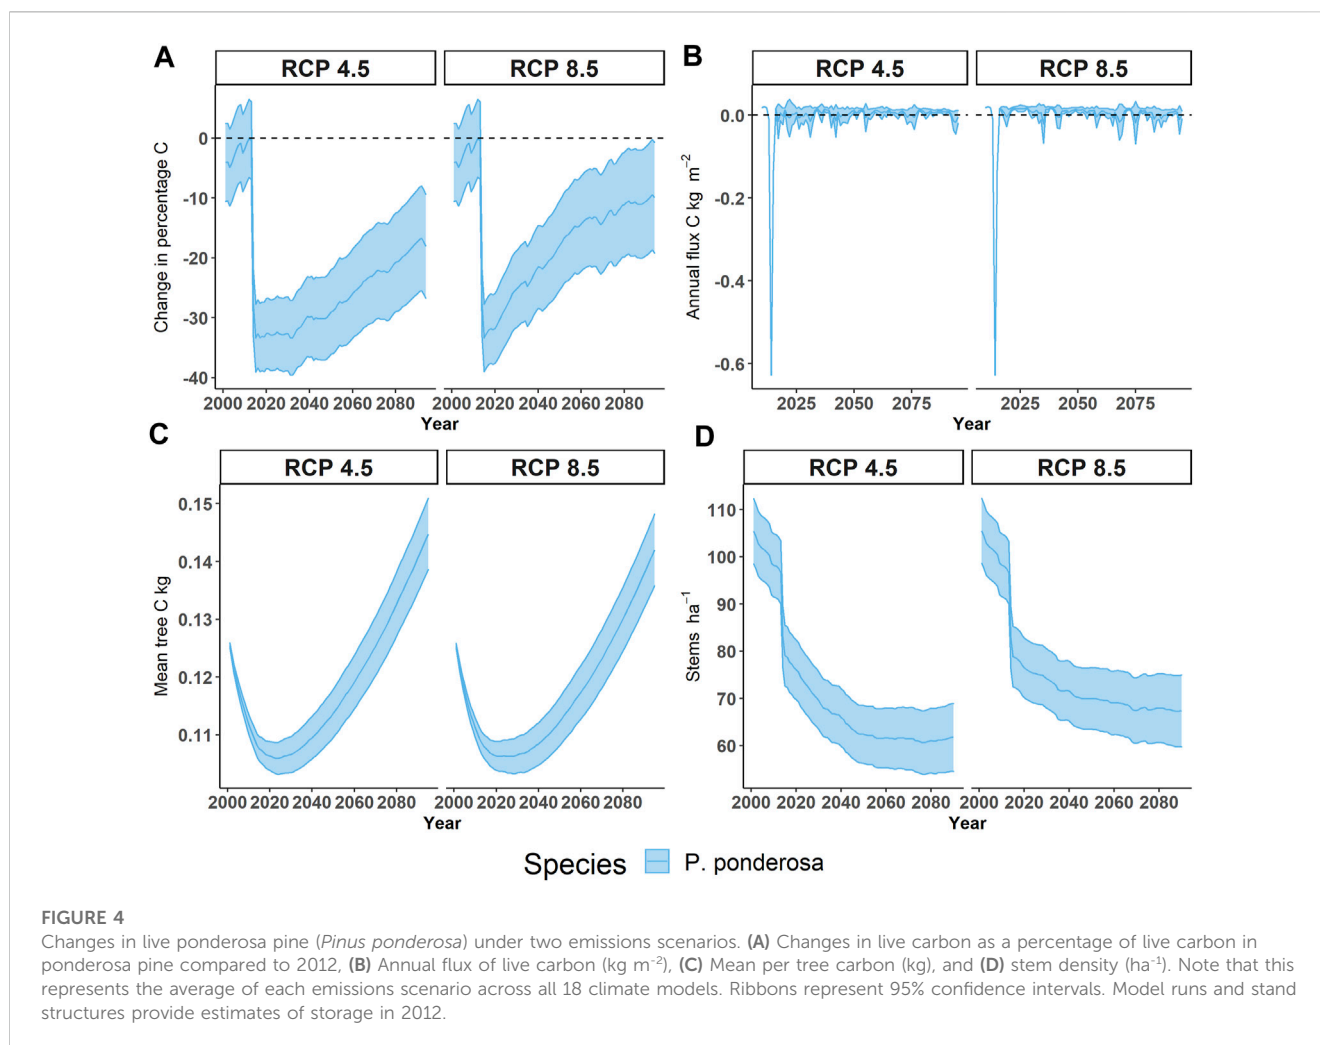 A
RCP 4.5
RCP 8.5
Change in percentage C
0
-10
-20
-30
-40
2000 2020 2040 2060 2080
2000 2020 2040 2060 2080
Year
B
RCP 4.5
RCP 8.5
Annual flux C kg m⁻²
0.0
-0.2
-0.4
-0.6
2025 2050 2075
2025 2050 2075
Year
C
RCP 4.5
RCP 8.5
Mean tree C kg
0.15
0.14
0.13
0.12
0.11
2000 2020 2040 2060 2080
2000 2020 2040 2060 2080
Year
D
RCP 4.5
RCP 8.5
Stems ha⁻¹
110
100
90
80
70
60
2000 2020 2040 2060 2080
2000 2020 2040 2060 2080
Year
Species P. ponderosa
FIGURE 4
Changes in live ponderosa pine (Pinus ponderosa) under two emissions scenarios. (A) Changes in live carbon as a percentage of live carbon in
ponderosa pine compared to 2012, (B) Annual flux of live carbon (kg m⁻²), (C) Mean per tree carbon (kg), and (D) stem density (ha⁻¹). Note that this
represents the average of each emissions scenario across all 18 climate models. Ribbons represent 95% confidence intervals. Model runs and stand
structures provide estimates of storage in 2012.